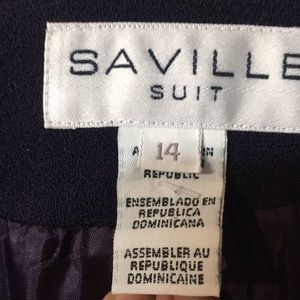 SAVILLE
SUIT
14
REPUBLIC
ENSEMBLADO EN
REPUBLICA
DOMINICANA
ASSEMBLER AU
REPUBLIQUE
DOMINICAINE